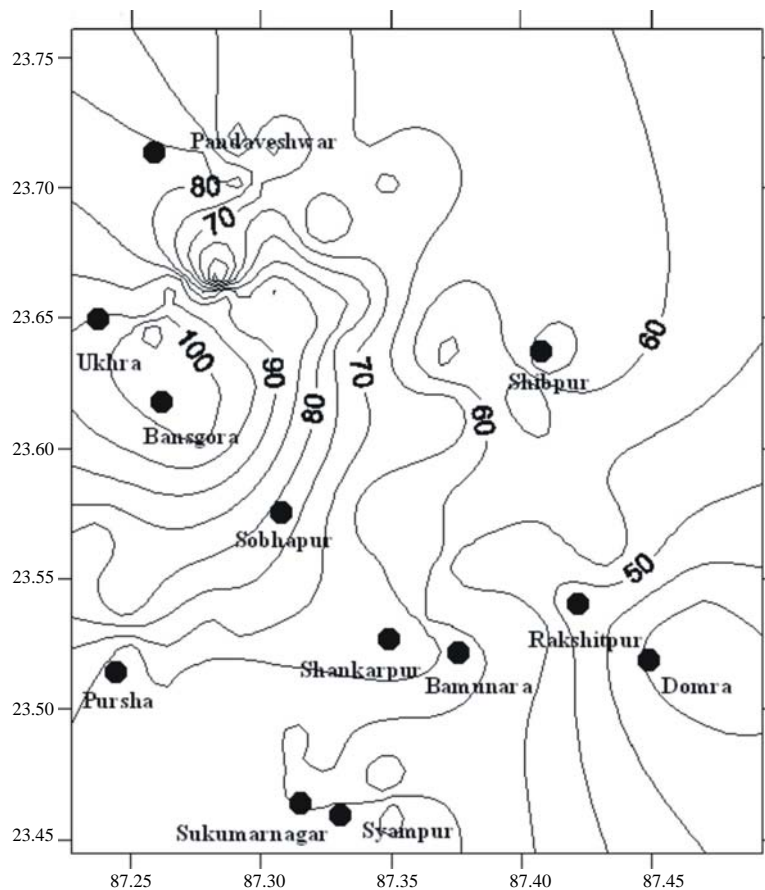 23.75
Pandaveshwar
80
23.70
70
23.65
60
100
Ukhra
90
70
Shibpur
80
60
Bansgora
23.60
Sobhapur
50
23.55
Rakshitpur
Shankarpur
Bamunara
Domra
Pursha
23.50
Sukumarnagar
Syampur
23.45
87.25
87.30
87.35
87.40
87.45